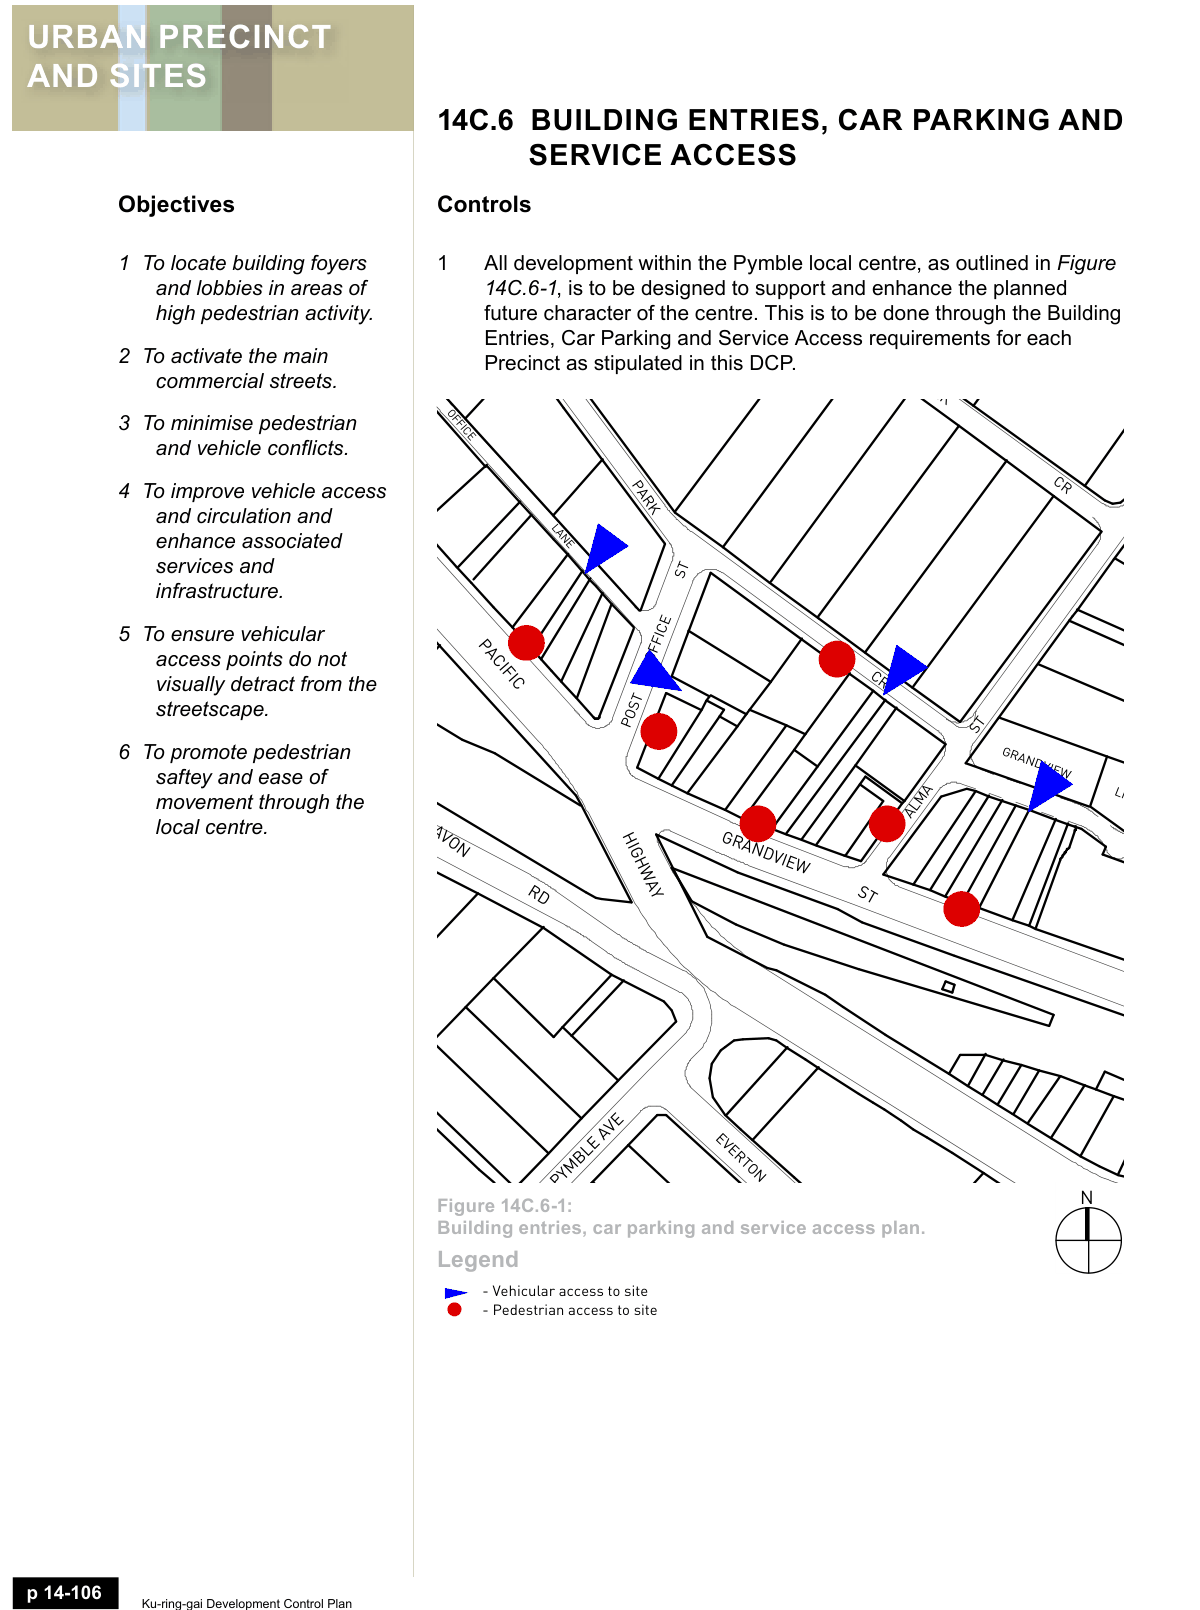 URBAN PRECINCT
AND SITES
14C.6 BUILDING ENTRIES, CAR PARKING AND
SERVICE ACCESS
Objectives
1 To locate building foyers
and lobbies in areas of
high pedestrian activity.
2 To activate the main
commercial streets.
3 To minimise pedestrian
and vehicle conflicts.
4 To improve vehicle access
and circulation and
enhance associated
services and
infrastructure.
5 To ensure vehicular
access points do not
visually detract from the
streetscape.
6 To promote pedestrian
saftey and ease of
movement through the
local centre.
Controls
1 All development within the Pymble local centre, as outlined in Figure
14C.6-1, is to be designed to support and enhance the planned
future character of the centre. This is to be done through the Building
Entries, Car Parking and Service Access requirements for each
Precinct as stipulated in this DCP.
OFFICE
LANE
PARK
ST
CR
PACIFIC
POST
FFICE
CR
ST
GRANDVIEW
ALMA
GRANDVIEW
ST
HIGHWAY
AVON
RD
PYMBLE AVE
EVERTON
Figure 14C.6-1:
Building entries, car parking and service access plan.
N
Legend
- Vehicular access to site
- Pedestrian access to site
p 14-106
Ku-ring-gai Development Control Plan